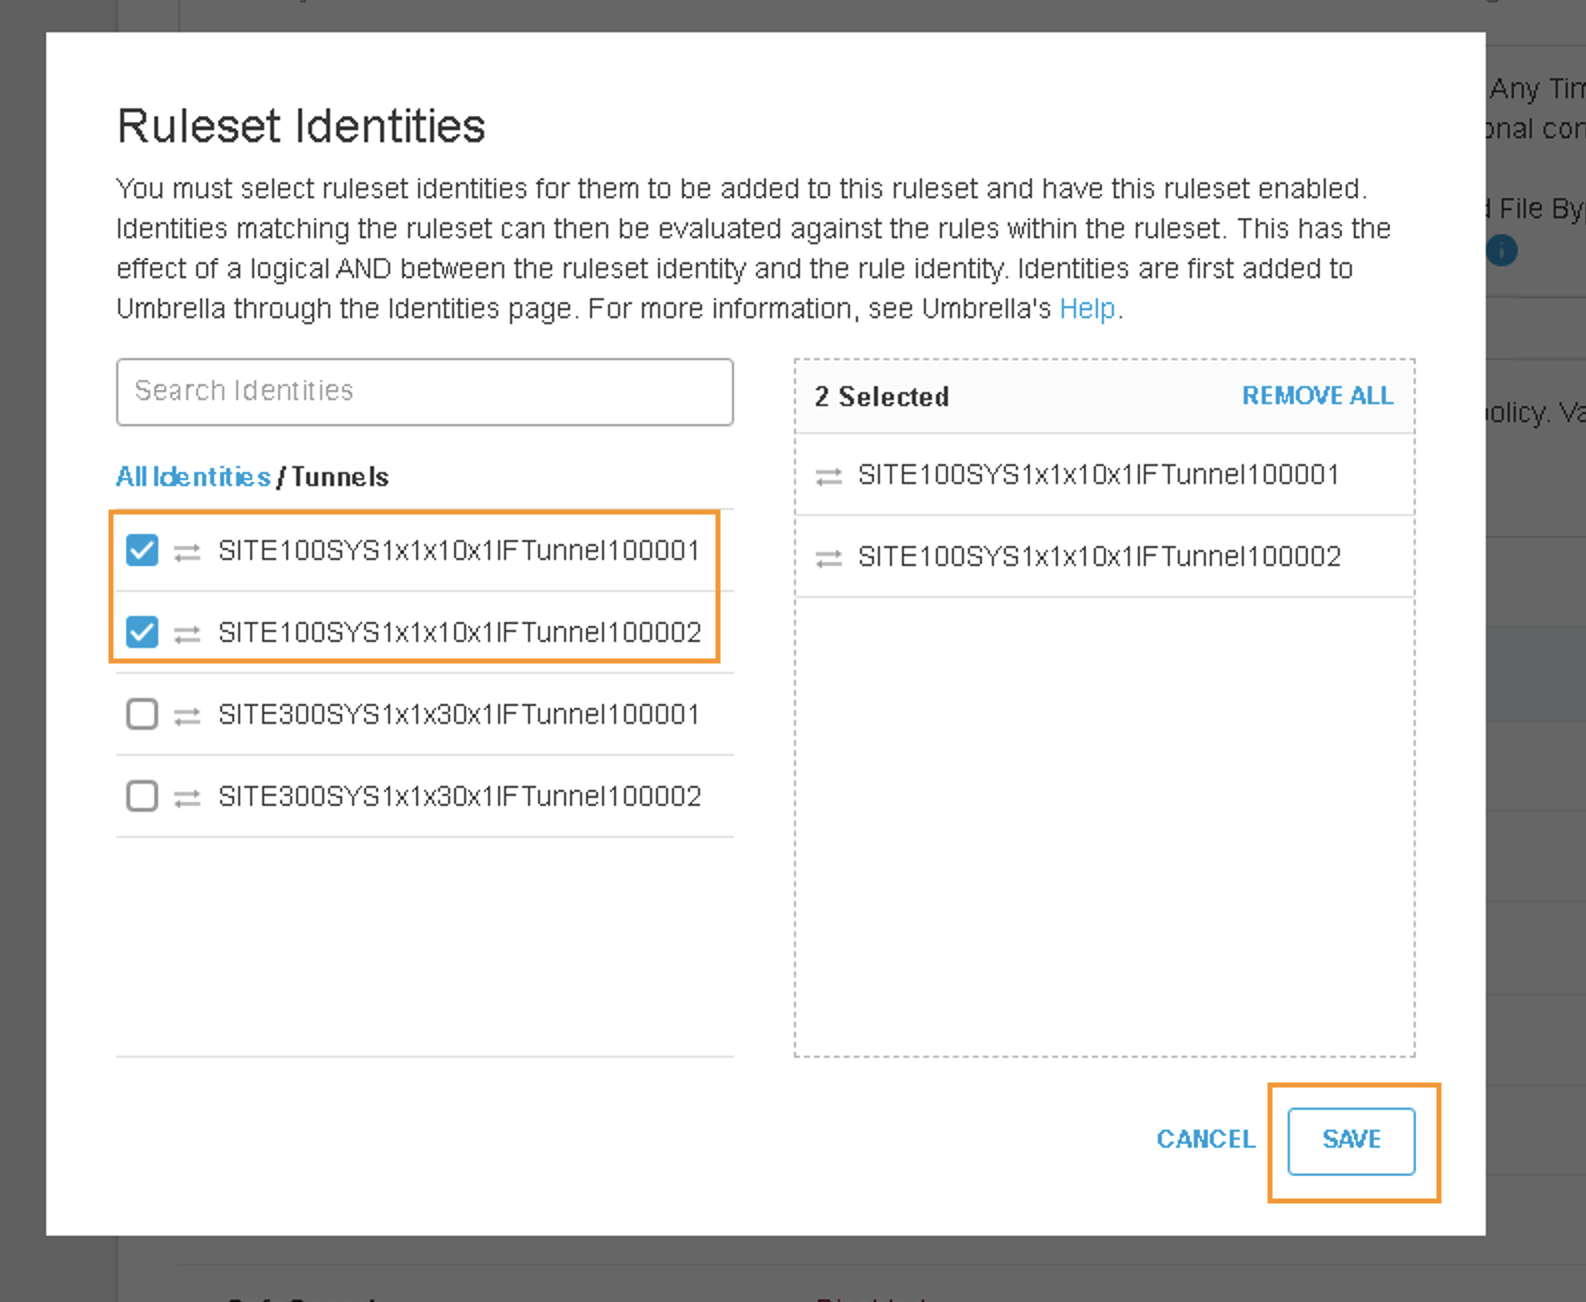 Any Tim
Ruleset Identities
onal con
You must select ruleset identities for them to be added to this ruleset and have this ruleset enabled.
File By
Identities matching the ruleset can then be evaluated against the rules within the ruleset. This has the
effect of a logical AND between the ruleset identity and the rule identity. Identities are first added to
Umbrella through the Identities page. For more information, see Umbrella's Help.
Search Identities
2 Selected REMOVE ALL
olicy. Va
All Identities / Tunnels
SITE100SYS1x1x10x1IFTunnel100001
SITE100SYS1x1x10x1IFTunnel100002
SITE100SYS1x1x10x1IFTunnel100001
SITE100SYS1x1x10x1IFTunnel100002
SITE300SYS1x1x30x1IFTunnel100001
SITE300SYS1x1x30x1IFTunnel100002
CANCEL SAVE